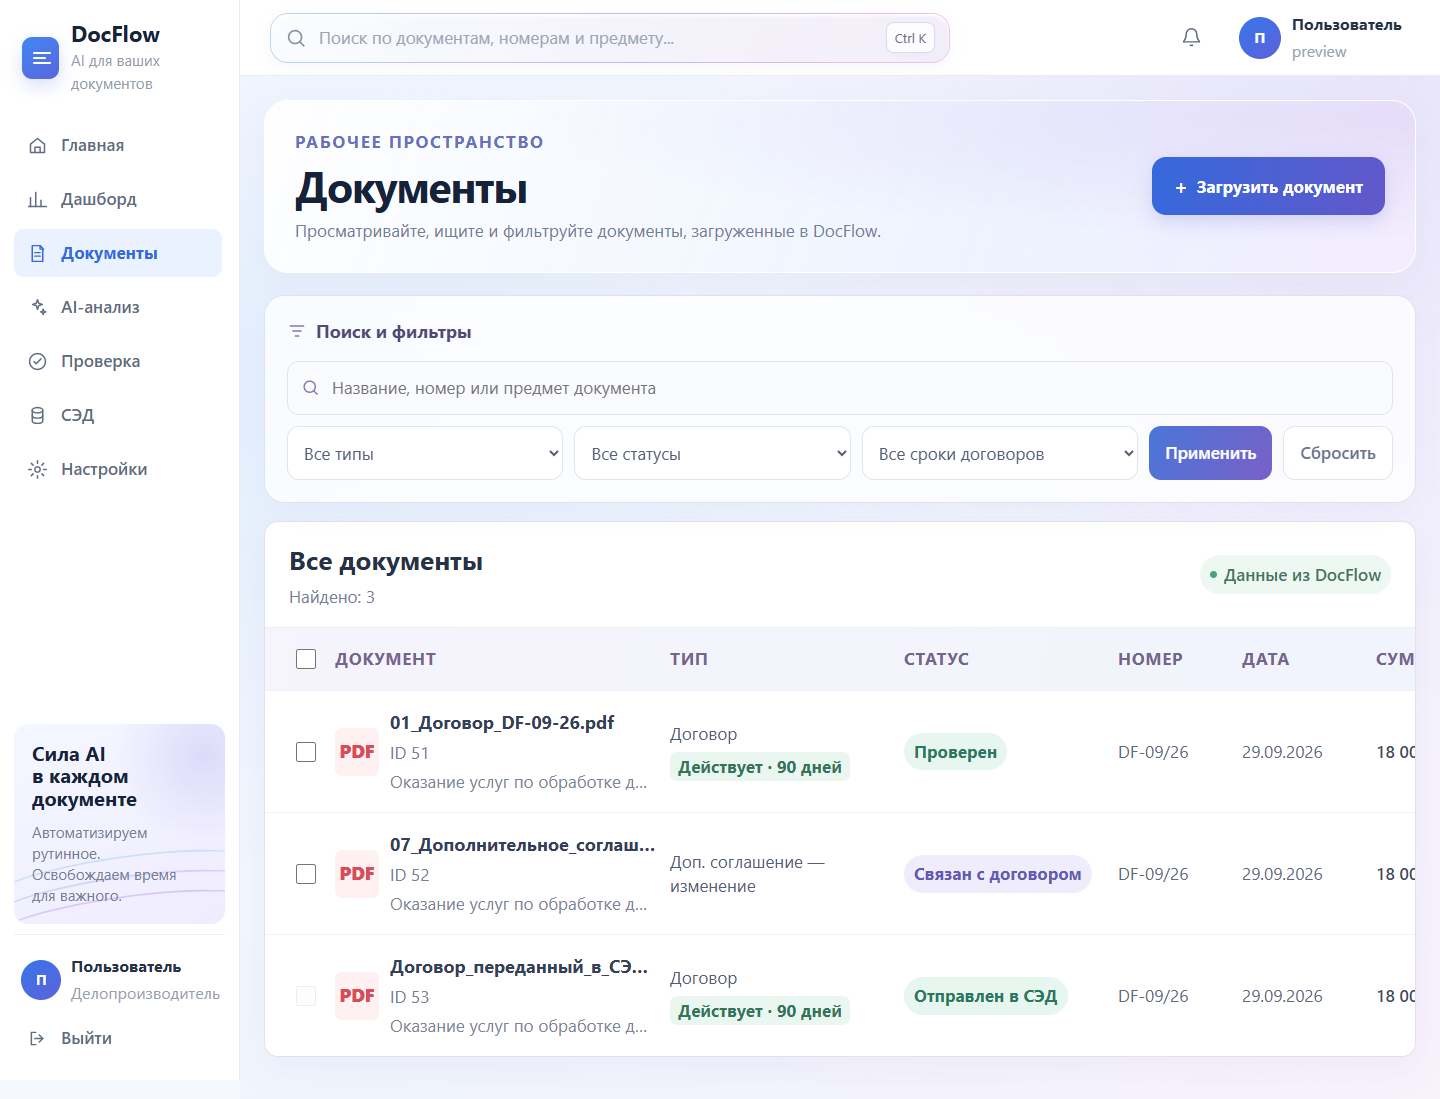 DocFlow
AI для ваших
документов
Главная
Дашборд
Документы
AI-анализ
Проверка
СЭД
Настройки
Сила AI
в каждом
документе
Автоматизируем
рутинное.
Освобождаем время
для важного.
П
Пользователь
Делопроизводитель
Выйти
Поиск по документам, номерам и предмету...
Ctrl K
П
Пользователь
preview
РАБОЧЕЕ ПРОСТРАНСТВО
Документы
Просматривайте, ищите и фильтруйте документы, загруженные в DocFlow.
+ Загрузить документ
Поиск и фильтры
Название, номер или предмет документа
Все типы
Все статусы
Все сроки договоров
Применить
Сбросить
Все документы
Найдено: 3
Данные из DocFlow
ДОКУМЕНТ ТИП СТАТУС НОМЕР ДАТА СУМ
PDF
01_Договор_DF-09-26.pdf
ID 51
Оказание услуг по обработке д...
Договор
Действует · 90 дней
Проверен
DF-09/26
29.09.2026
18 00
PDF
07_Дополнительное_соглаш...
ID 52
Оказание услуг по обработке д...
Доп. соглашение —
изменение
Связан с договором
DF-09/26
29.09.2026
18 00
PDF
Договор_переданный_в_СЭ...
ID 53
Оказание услуг по обработке д...
Договор
Действует · 90 дней
Отправлен в СЭД
DF-09/26
29.09.2026
18 00